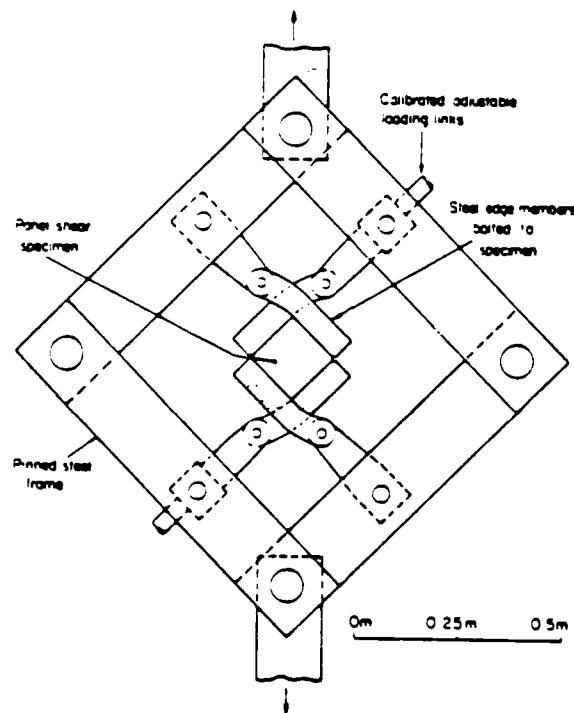 Calibrated adjustable
loading links
Steel edge members
bolted to
specimen
Panel shear
specimen
Pinned steel
frame
0m 0.25m 0.5m